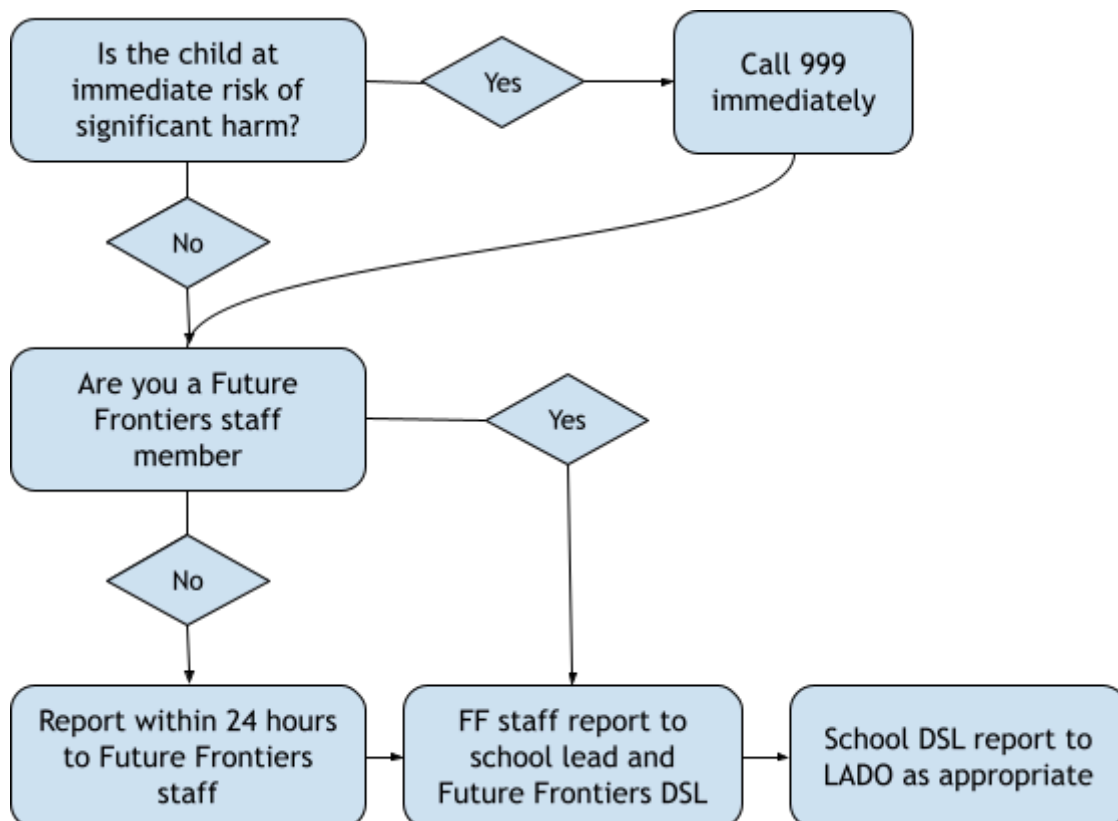 Is the child at
immediate risk of
significant harm?
Yes
Call 999
immediately
No
Are you a Future
Frontiers staff
member
Yes
No
Report within 24 hours
to Future Frontiers
staff
FF staff report to
school lead and
Future Frontiers DSL
School DSL report to
LADO as appropriate